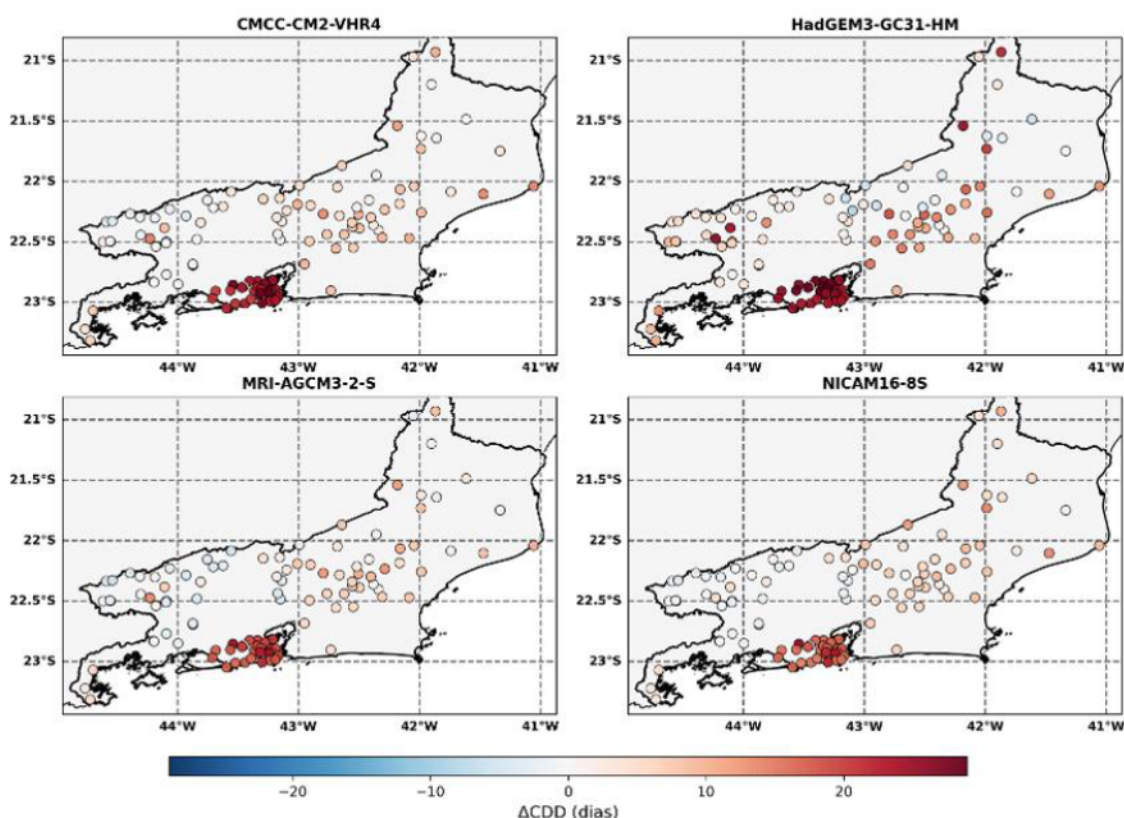 CMCC-CM2-VHR4
HadGEM3-GC31-HM
21°S
21°S
21.5°S
21.5°S
22°S
22°S
22.5°S
22.5°S
23°S
23°S
44°W
43°W
42°W
41°W
44°W
43°W
42°W
41°W
MRI-AGCM3-2-S
NICAM16-8S
21°S
21°S
21.5°S
21.5°S
22°S
22°S
22.5°S
22.5°S
23°S
23°S
44°W
43°W
42°W
41°W
44°W
43°W
42°W
41°W
−20
−10
0
10
20
ΔCDD (dias)